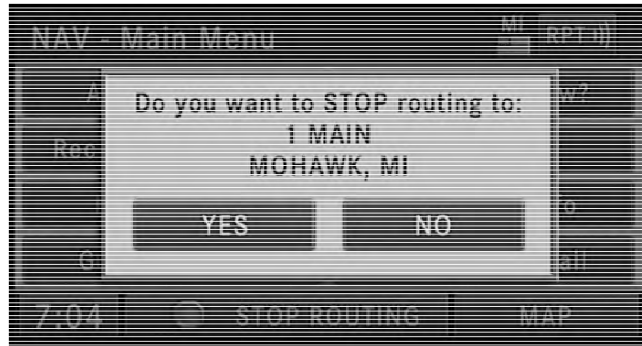 NAV - Main Menu
MI
RPT
Do you want to STOP routing to:
1 MAIN
MOHAWK, MI
YES
NO
7:04
STOP ROUTING
MAP